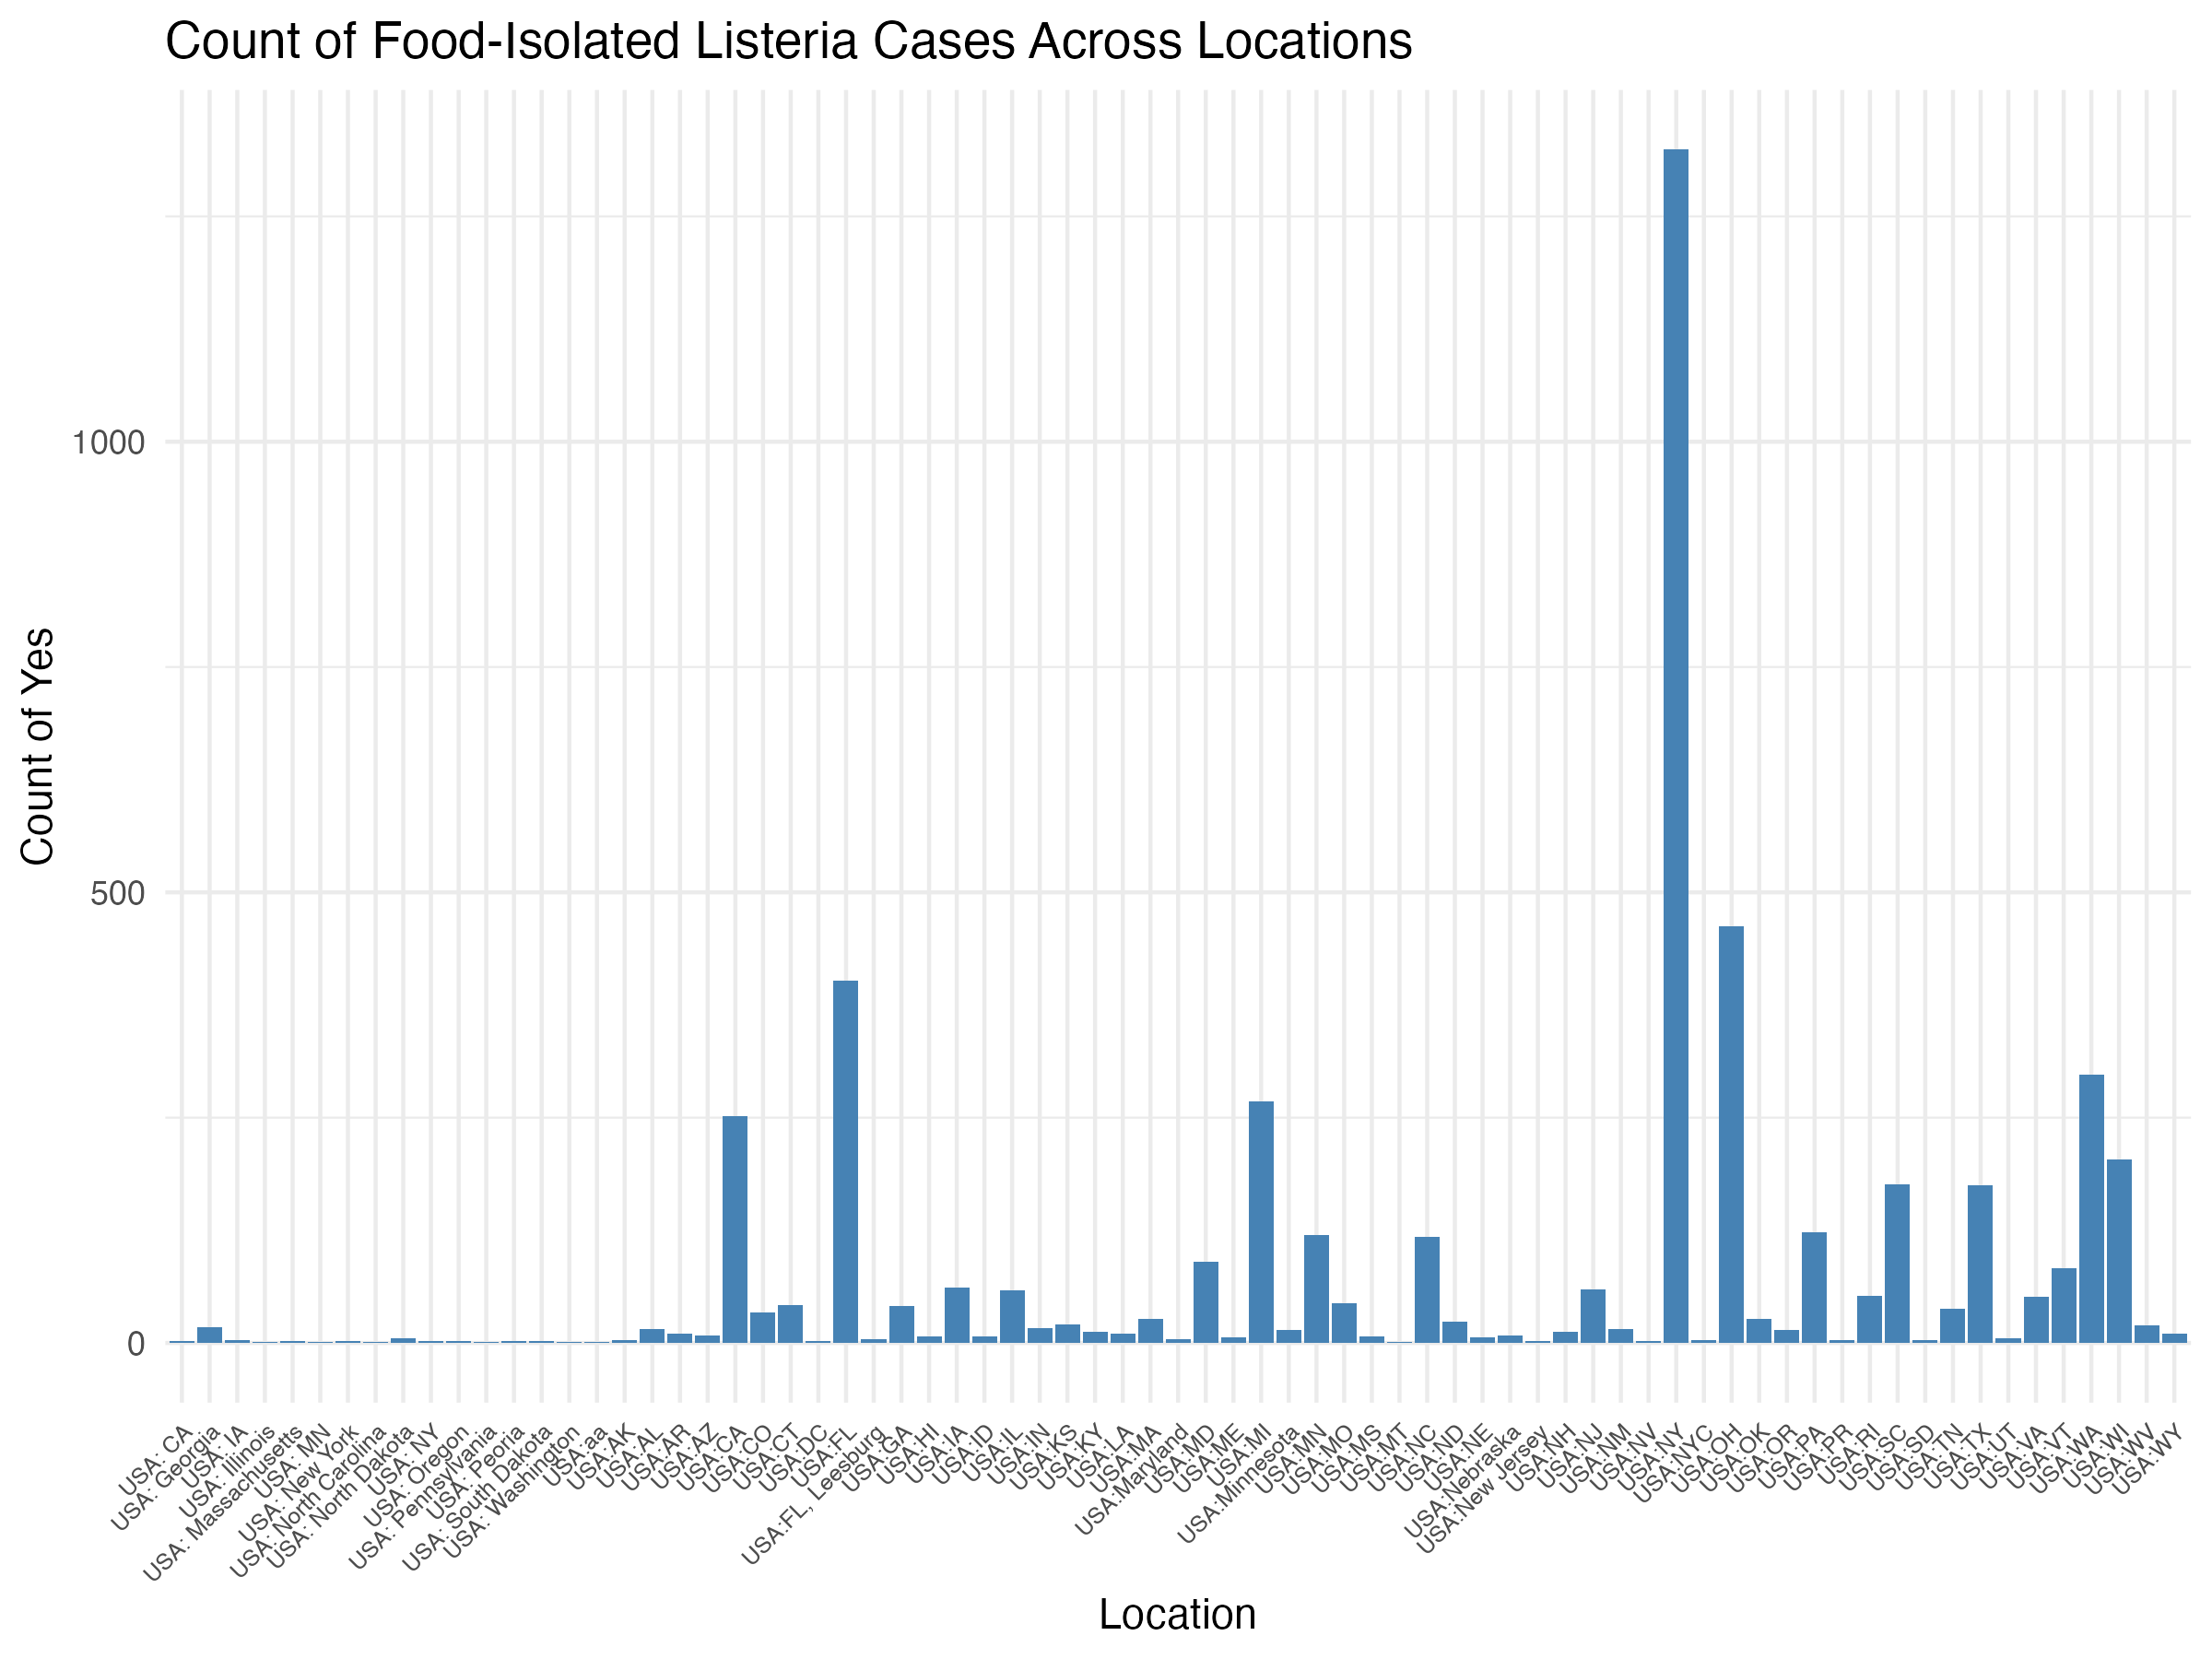 Count of Food-Isolated Listeria Cases Across Locations
Count of Yes
1000
500
0
USA: CA
USA: Georgia
USA: IA
USA: Illinois
USA: Massachusetts
USA: MN
USA: New York
USA: North Carolina
USA: North Dakota
USA: NY
USA: Oregon
USA: Pennsylvania
USA: Peoria
USA: South Dakota
USA: Washington
USA:aa
USA:AK
USA:AL
USA:AR
USA:AZ
USA:CA
USA:CO
USA:CT
USA:DC
USA:FL
USA:FL, Leesburg
USA:GA
USA:HI
USA:IA
USA:ID
USA:IL
USA:IN
USA:KS
USA:KY
USA:LA
USA:MA
USA:Maryland
USA:MD
USA:ME
USA:MI
USA:Minnesota
USA:MN
USA:MO
USA:MS
USA:MT
USA:NC
USA:ND
USA:NE
USA:Nebraska
USA:New Jersey
USA:NH
USA:NJ
USA:NM
USA:NV
USA:NY
USA:NYC
USA:OH
USA:OK
USA:OR
USA:PA
USA:PR
USA:RI
USA:SC
USA:SD
USA:TN
USA:TX
USA:UT
USA:VA
USA:VT
USA:WA
USA:WI
USA:WV
USA:WY
Location